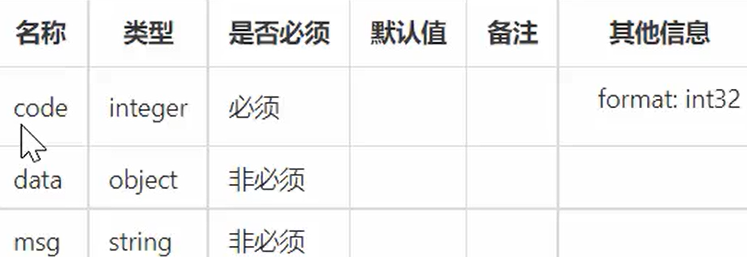 名称 类型 是否必须 默认值 备注 其他信息
code integer 必须 format: int32
data object 非必须
msg string 非必须